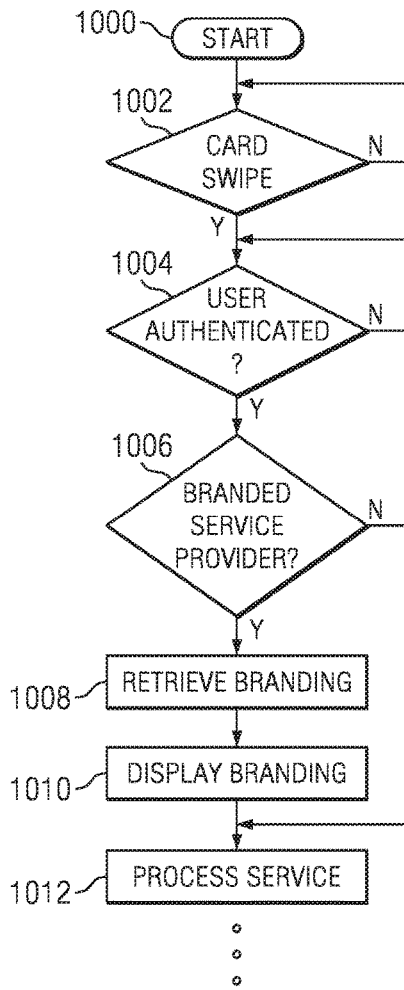 1000
START
1002
CARD
SWIPE
N
Y
1004
USER
AUTHENTICATED
?
N
Y
1006
BRANDED
SERVICE
PROVIDER?
N
Y
1008
RETRIEVE BRANDING
1010
DISPLAY BRANDING
1012
PROCESS SERVICE